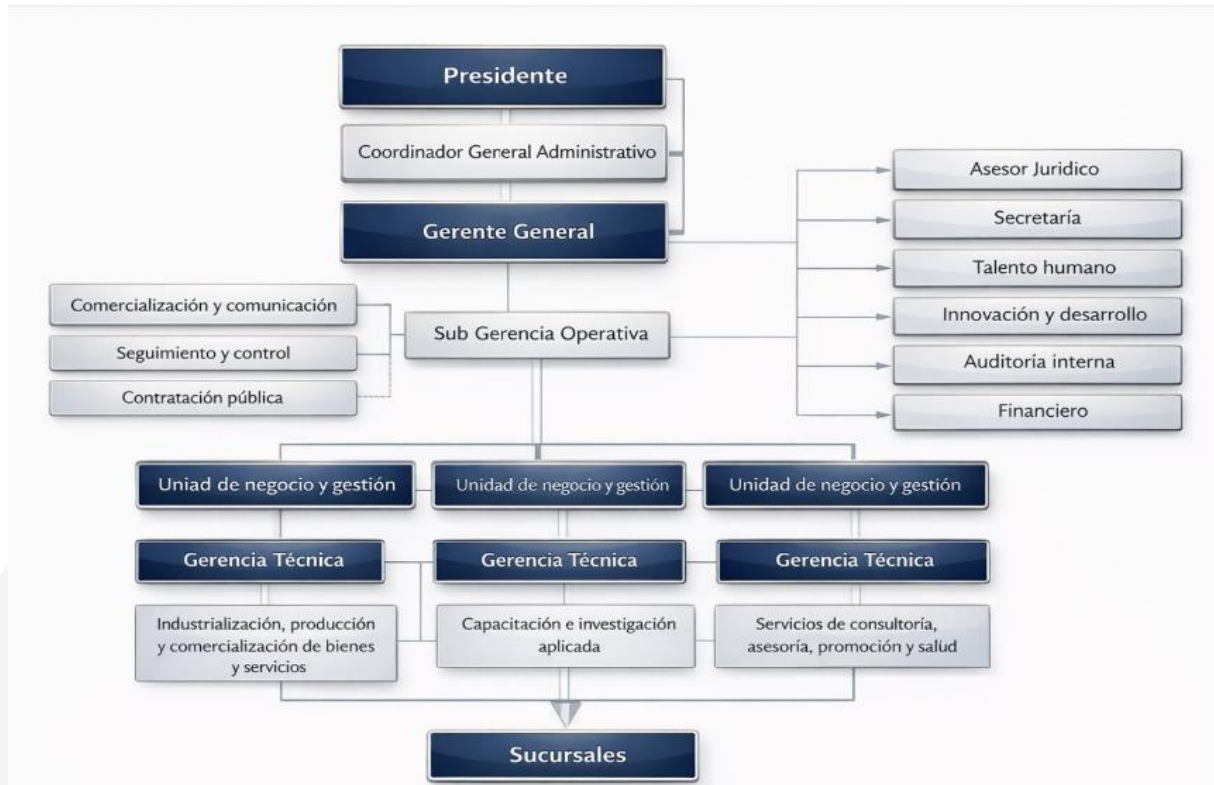 Presidente
Coordinador General Administrativo
Gerente General
Asesor Juridico
Secretaría
Talento humano
Innovación y desarrollo
Auditoría interna
Financiero
Comercialización y comunicación
Seguimiento y control
Contratación pública
Sub Gerencia Operativa
Uniad de negocio y gestión
Unidad de negocio y gestión
Unidad de negocio y gestión
Gerencia Técnica
Gerencia Técnica
Gerencia Técnica
Industrialización, producción
y comercialización de bienes
y servicios
Capacitación e investigación
aplicada
Servicios de consultoría,
asesoría, promoción y salud
Sucursales